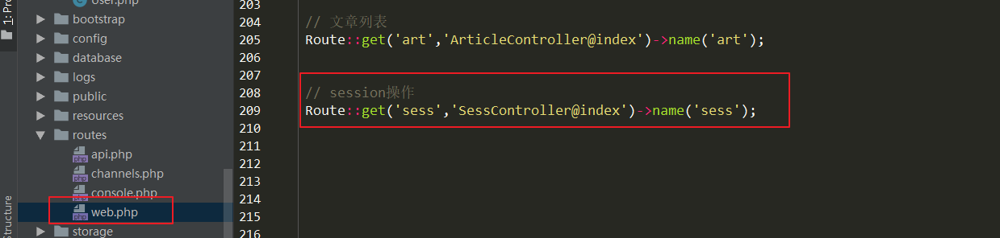 1: Pro
User.php
bootstrap
config
database
logs
public
resources
routes
api.php
channels.php
console.php
web.php
storage
Structure
203
204 // 文章列表
205 Route::get('art','ArticleController@index')->name('art');
206
207
208 // session操作
209 Route::get('sess','SessController@index')->name('sess');
210
211
212
213
214
215
216